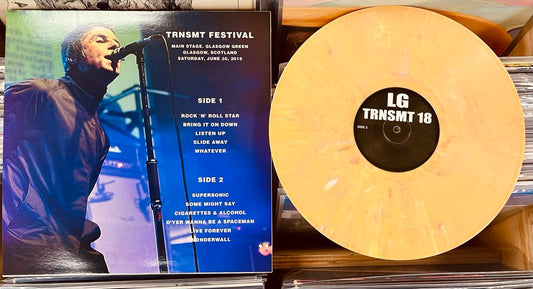 TRNSMT FESTIVAL
MAIN STAGE. GLASGOW GREEN
GLASGOW, SCOTLAND
SATURDAY, JUNE 30, 2018
SIDE 1
ROCK 'N' ROLL STAR
BRING IT ON DOWN
LISTEN UP
SLIDE AWAY
WHATEVER
SIDE 2
SUPERSONIC
SOME MIGHT SAY
CIGARETTES & ALCOHOL
D'YER WANNA BE A SPACEMAN
LIVE FOREVER
WONDERWALL
LG
TRNSMT 18
SIDE 2